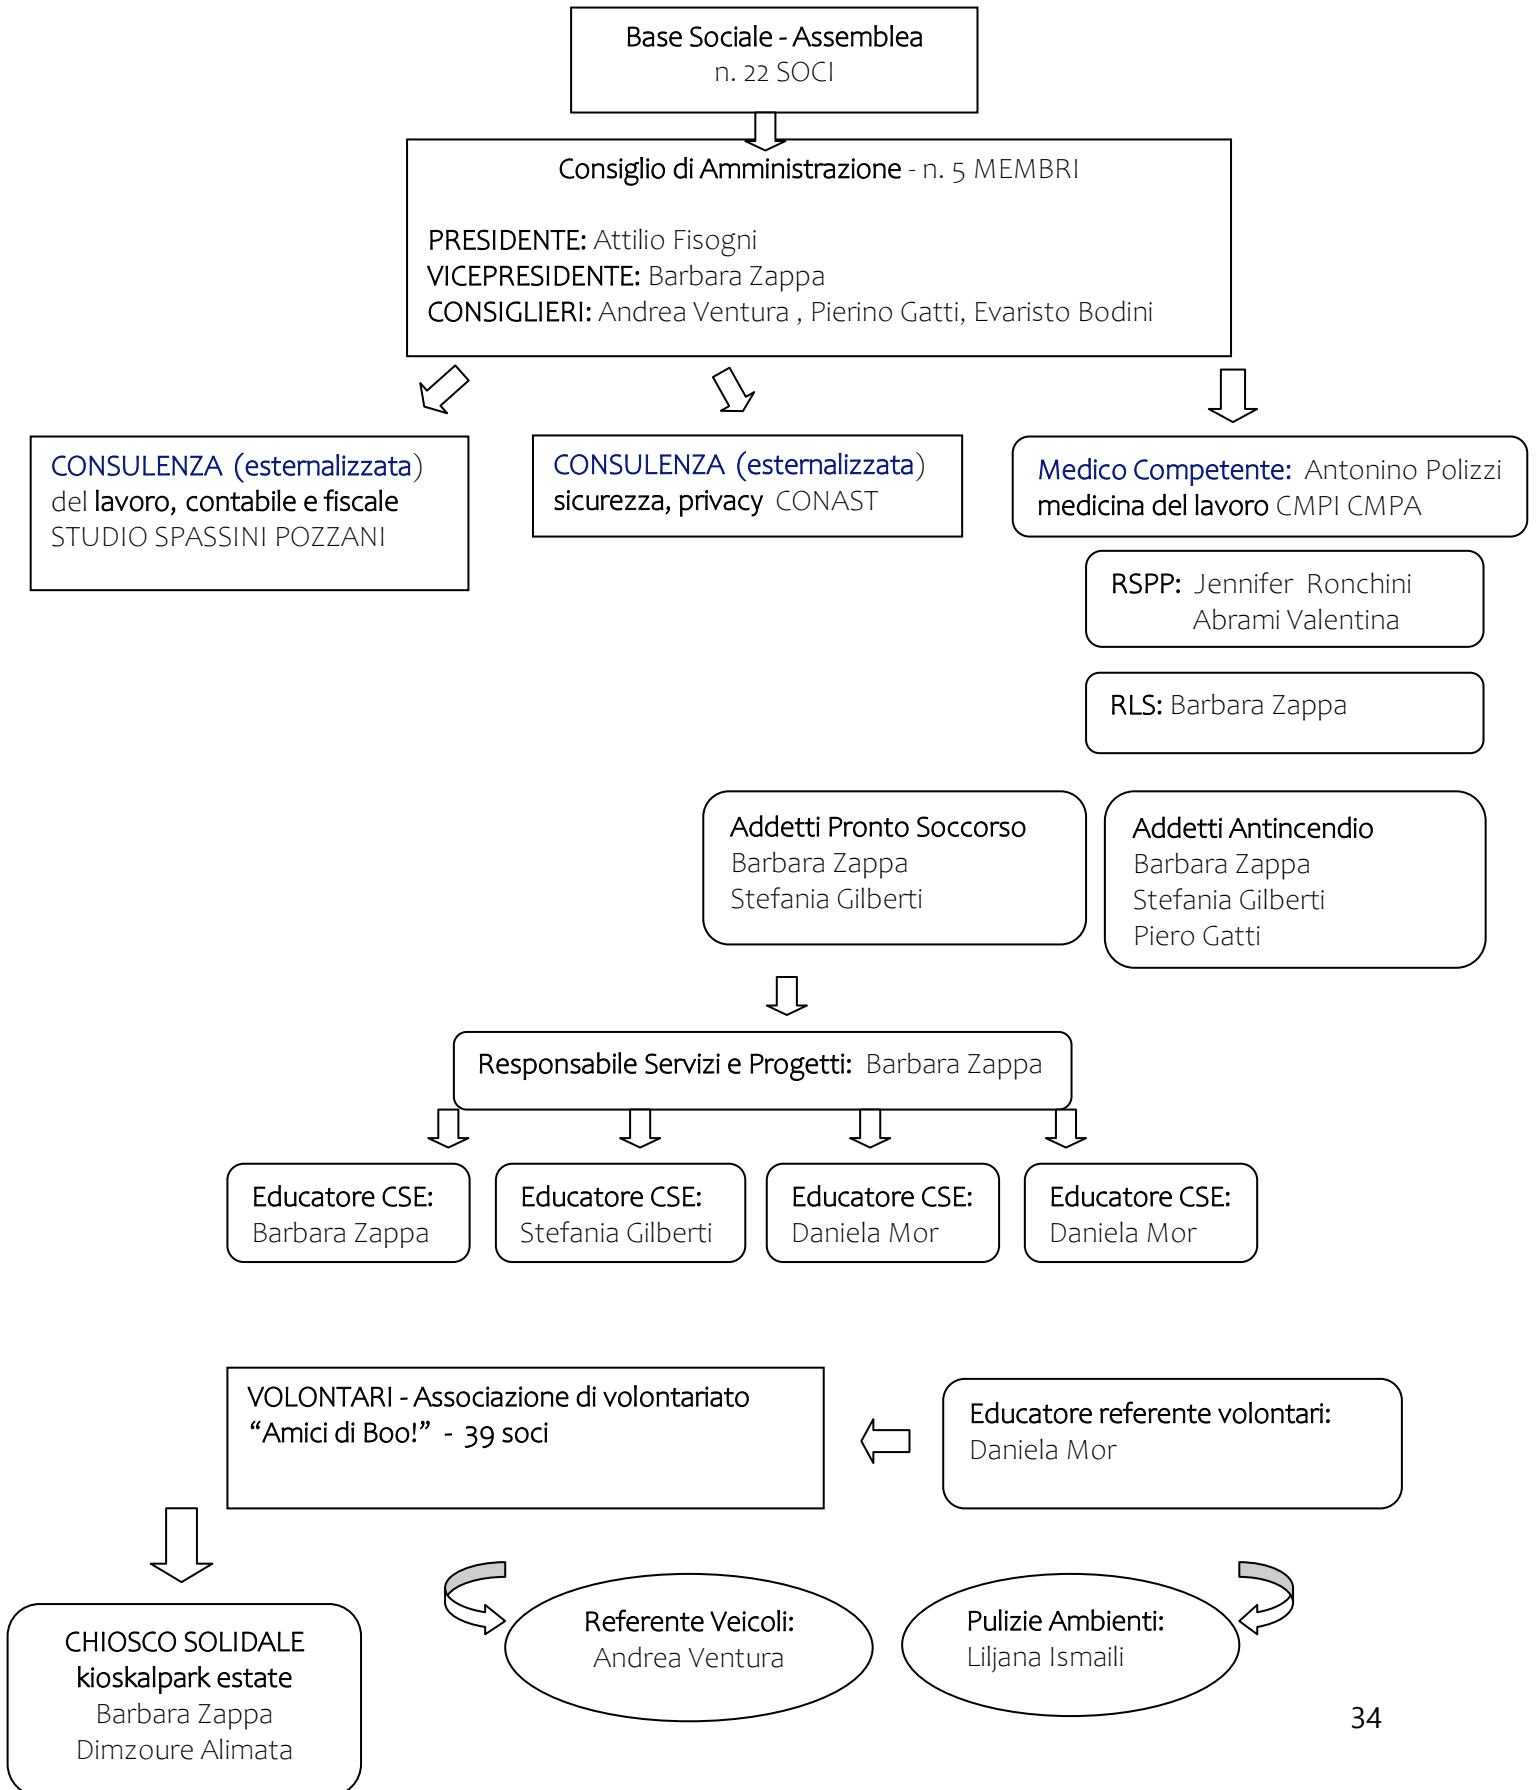 Base Sociale - Assemblea
n. 22 SOCI
Consiglio di Amministrazione - n. 5 MEMBRI
PRESIDENTE: Attilio Fisogni
VICEPRESIDENTE: Barbara Zappa
CONSIGLIERI: Andrea Ventura , Pierino Gatti, Evaristo Bodini
CONSULENZA (esternalizzata)
del lavoro, contabile e fiscale
STUDIO SPASSINI POZZANI
CONSULENZA (esternalizzata)
sicurezza, privacy CONAST
Medico Competente: Antonino Polizzi
medicina del lavoro CMPI CMPA
RSPP: Jennifer Ronchini
Abrami Valentina
RLS: Barbara Zappa
Addetti Pronto Soccorso
Barbara Zappa
Stefania Gilberti
Addetti Antincendio
Barbara Zappa
Stefania Gilberti
Piero Gatti
Responsabile Servizi e Progetti: Barbara Zappa
Educatore CSE:
Barbara Zappa
Educatore CSE:
Stefania Gilberti
Educatore CSE:
Daniela Mor
Educatore CSE:
Daniela Mor
VOLONTARI - Associazione di volontariato
“Amici di Boo!” - 39 soci
Educatore referente volontari:
Daniela Mor
CHIOSCO SOLIDALE
kioskalpark estate
Barbara Zappa
Dimzoure Alimata
Referente Veicoli:
Andrea Ventura
Pulizie Ambienti:
Liljana Ismaili
34